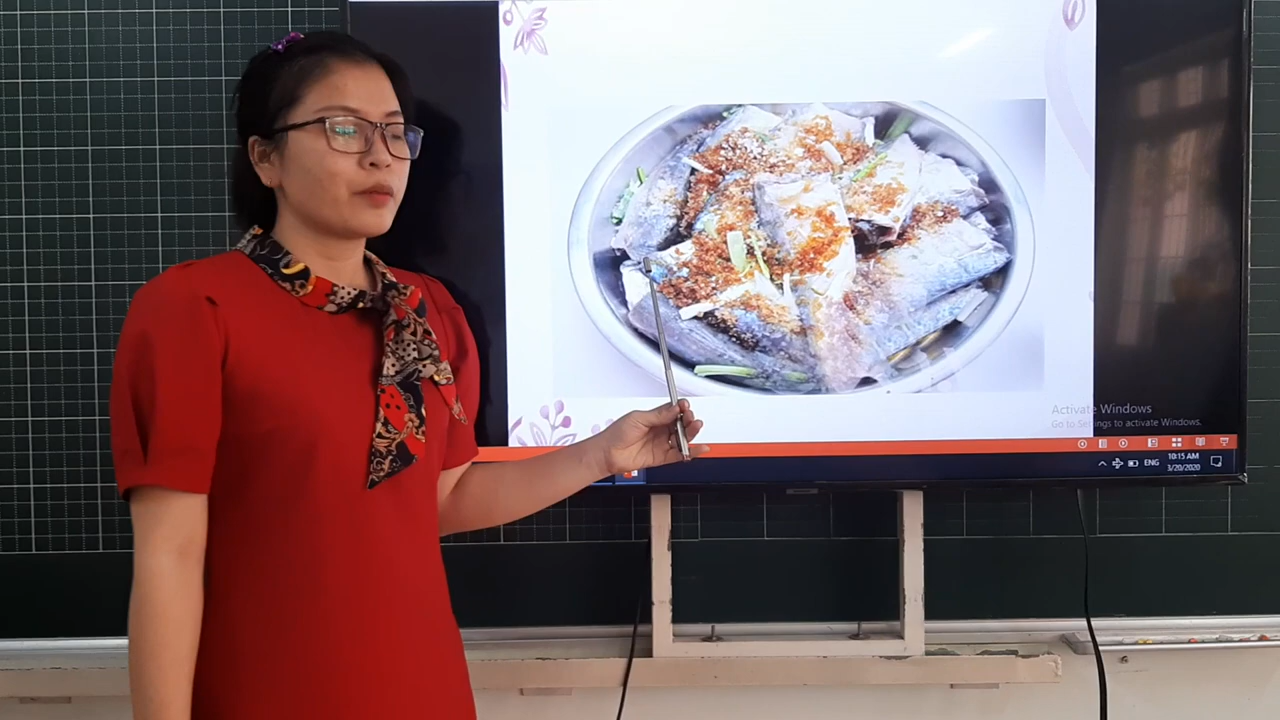 Activate Windows
Go to Settings to activate Windows.
ENG
10:15 AM
3/20/2020